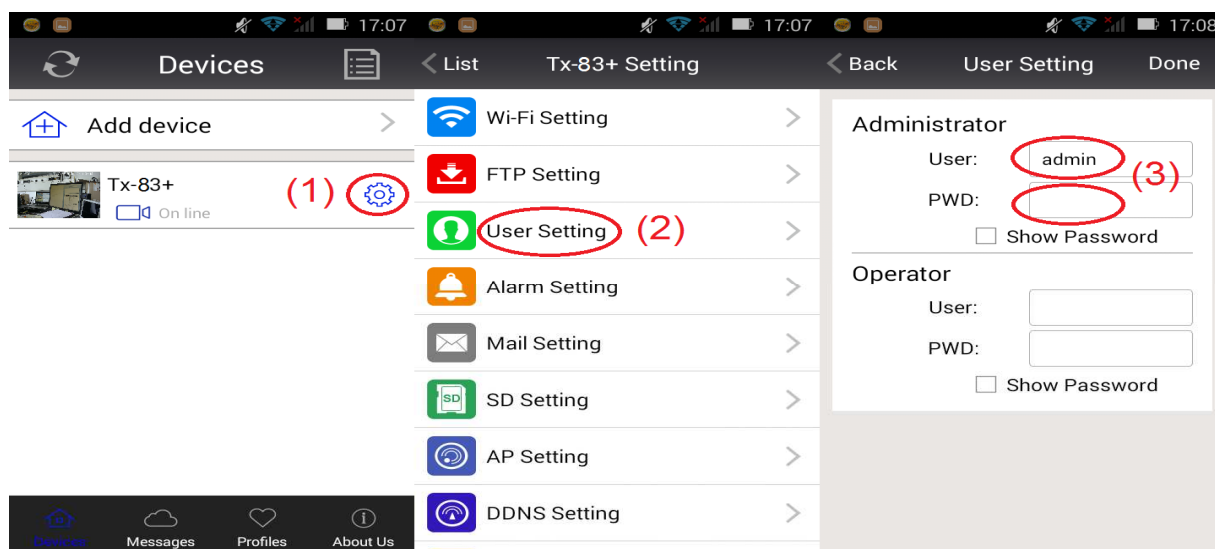 17:07
Devices
Add device
Tx-83+
On line
(1)
Devices
Messages
Profiles
About Us
17:07
List
Tx-83+ Setting
Wi-Fi Setting
FTP Setting
User Setting
(2)
Alarm Setting
Mail Setting
SD
SD Setting
AP Setting
DDNS Setting
17:08
Back
User Setting
Done
Administrator
User: admin
(3)
PWD:
Show Password
Operator
User:
PWD:
Show Password